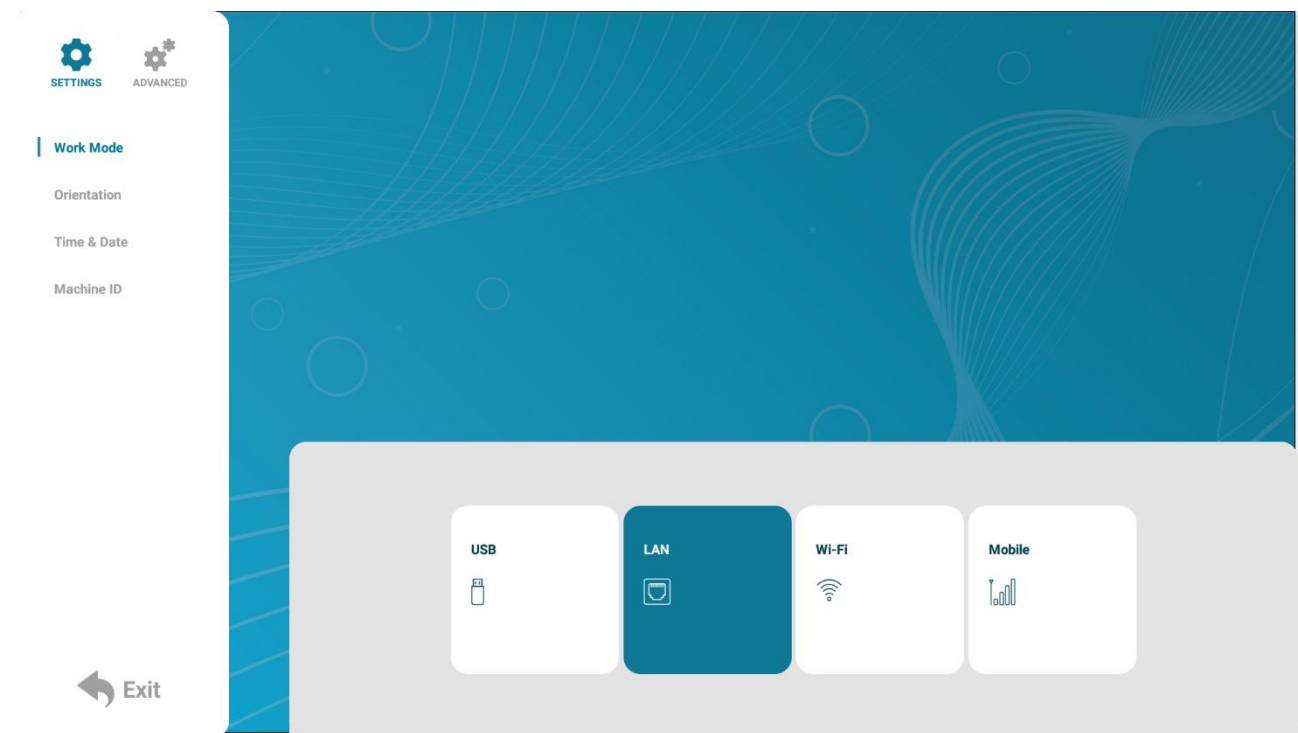 SETTINGS ADVANCED
Work Mode
Orientation
Time & Date
Machine ID
USB LAN Wi-Fi Mobile
Exit